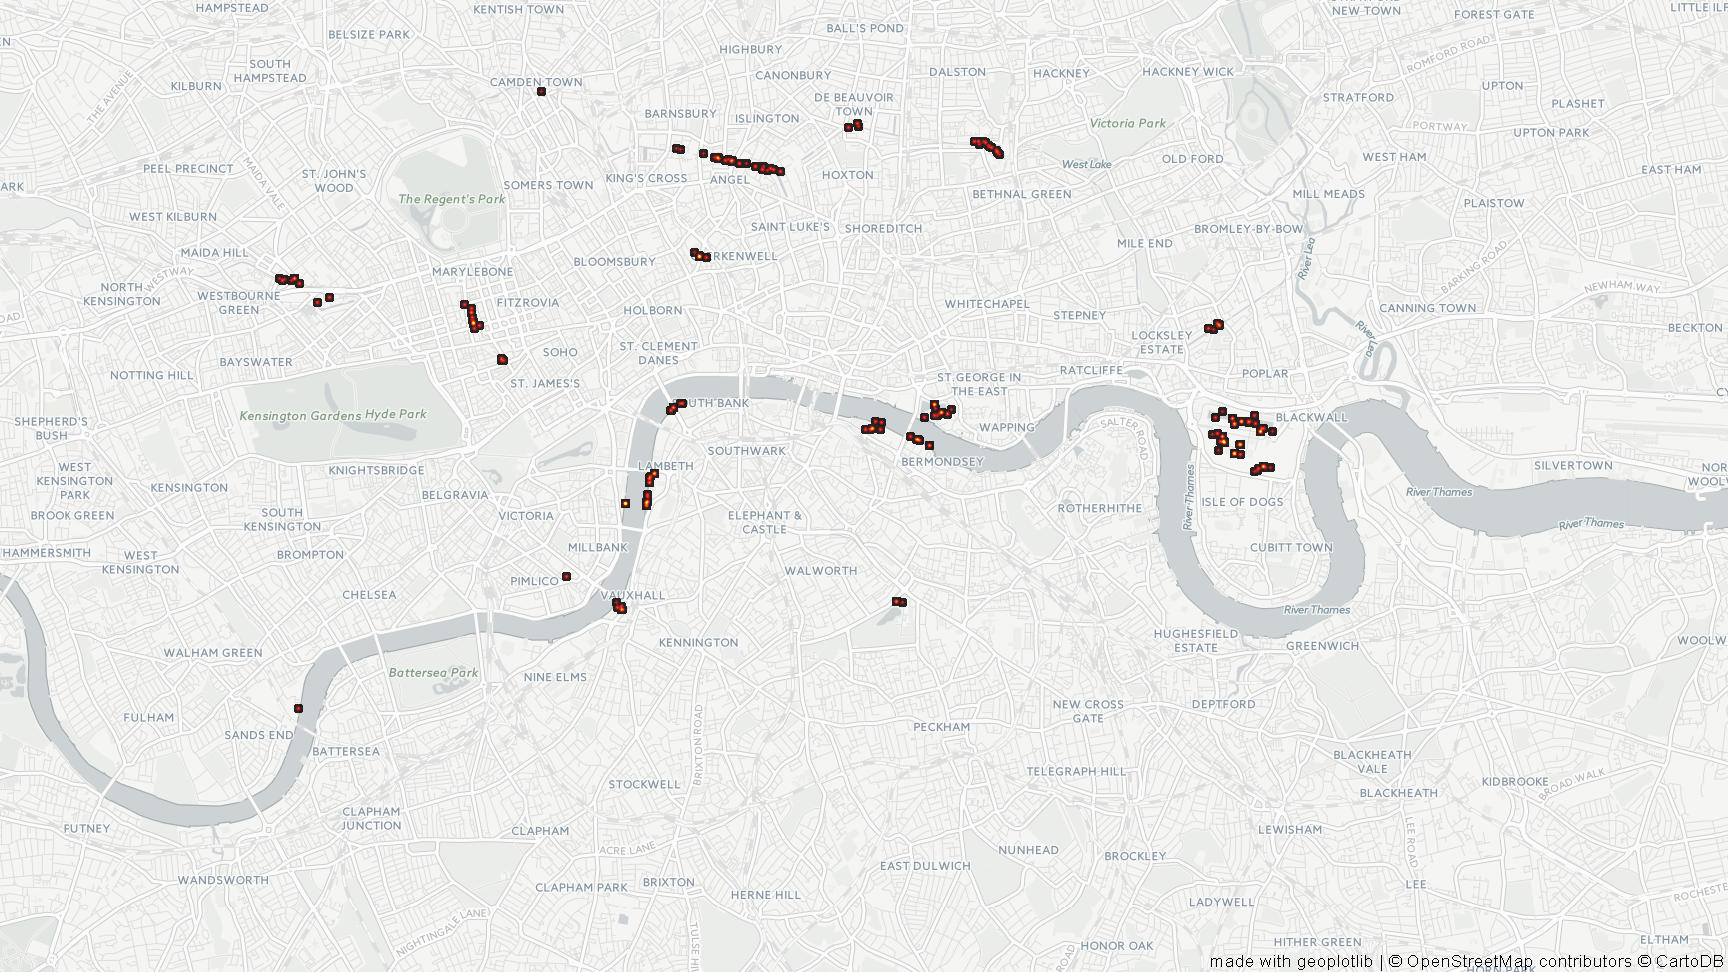 HAMPSTEAD
KENTISH TOWN
BALL'S POND
NEW TOWN
FOREST GATE
BELSIZE PARK
HIGHBURY
ROMFORD ROAD
SOUTH
HAMPSTEAD
KILBURN
THE AVENUE
CAMDEN TOWN
CANONBURY
DALSTON
HACKNEY
HACKNEY WICK
UPTON
STRATFORD
PLASHET
BARNSBURY
ISLINGTON
DE BEAUVOIR
TOWN
Victoria Park
PORTWAY
UPTON PARK
PEEL PRECINCT
MAIDA VALE
ST. JOHN'S
WOOD
SOMERS TOWN
KING'S CROSS
ANGEL
HOXTON
West Lake
OLD FORD
WEST HAM
EAST HAM
The Regent's Park
BETHNAL GREEN
MILL MEADS
PLAISTOW
WEST KILBURN
SAINT LUKE'S
SHOREDITCH
MILE END
BROMLEY-BY-BOW
River Lea
BARKING ROAD
MAIDA HILL
WESTWAY
MARYLEBONE
BLOOMSBURY
RKENWELL
NORTH
KENSINGTON
WESTBOURNE
GREEN
FITZROVIA
HOLBORN
WHITECHAPEL
STEPNEY
CANNING TOWN
NEWHAM WAY
BECKTON
LOCKSLEY
ESTATE
River Lea
BAYSWATER
SOHO
ST. CLEMENT
DANES
NOTTING HILL
ST. JAMES'S
ST.GEORGE IN
THE-EAST
RATCLIFFE
POPLAR
Kensington Gardens
Hyde Park
UTH BANK
BLACKWALL
SHEPHERD'S
BUSH
WAPPING
SALTER ROAD
KNIGHTSBRIDGE
LAMBETH
SOUTHWARK
BERMONDSEY
SILVERTOWN
WEST
KENSINGTON
PARK
KENSINGTON
BELGRAVIA
VICTORIA
River Thames
ISLE OF DOGS
River Thames
BROOK GREEN
SOUTH
KENSINGTON
ELEPHANT &
CASTLE
ROTHERHITHE
River Thames
HAMMERSMITH
WEST
KENSINGTON
BROMPTON
MILLBANK
CUBITT TOWN
PIMLICO
WALWORTH
CHELSEA
VAUXHALL
River Thames
WALHAM GREEN
KENNINGTON
HUGHESFIELD
ESTATE
GREENWICH
Battersea Park
NINE ELMS
FULHAM
SANDS END
BRIXTON ROAD
NEW CROSS
GATE
DEPTFORD
PECKHAM
BATTERSEA
BLACKHEATH
VALE
STOCKWELL
TELEGRAPH HILL
KIDBROOKE
BROAD WALK
BLACKHEATH
CLAPHAM
JUNCTION
CLAPHAM
LEWISHAM
LEE ROAD
ACRE LANE
NUNHEAD
BROCKLEY
EAST DULWICH
WANDSWORTH
CLAPHAM PARK
BRIXTON
HERNE HILL
LEE
LADYWELL
NIGHTINGALE LANE
HONOR OAK
HITHER GREEN
ELTHAM
made with geoplotlib | © OpenStreetMap contributors © CartoDB